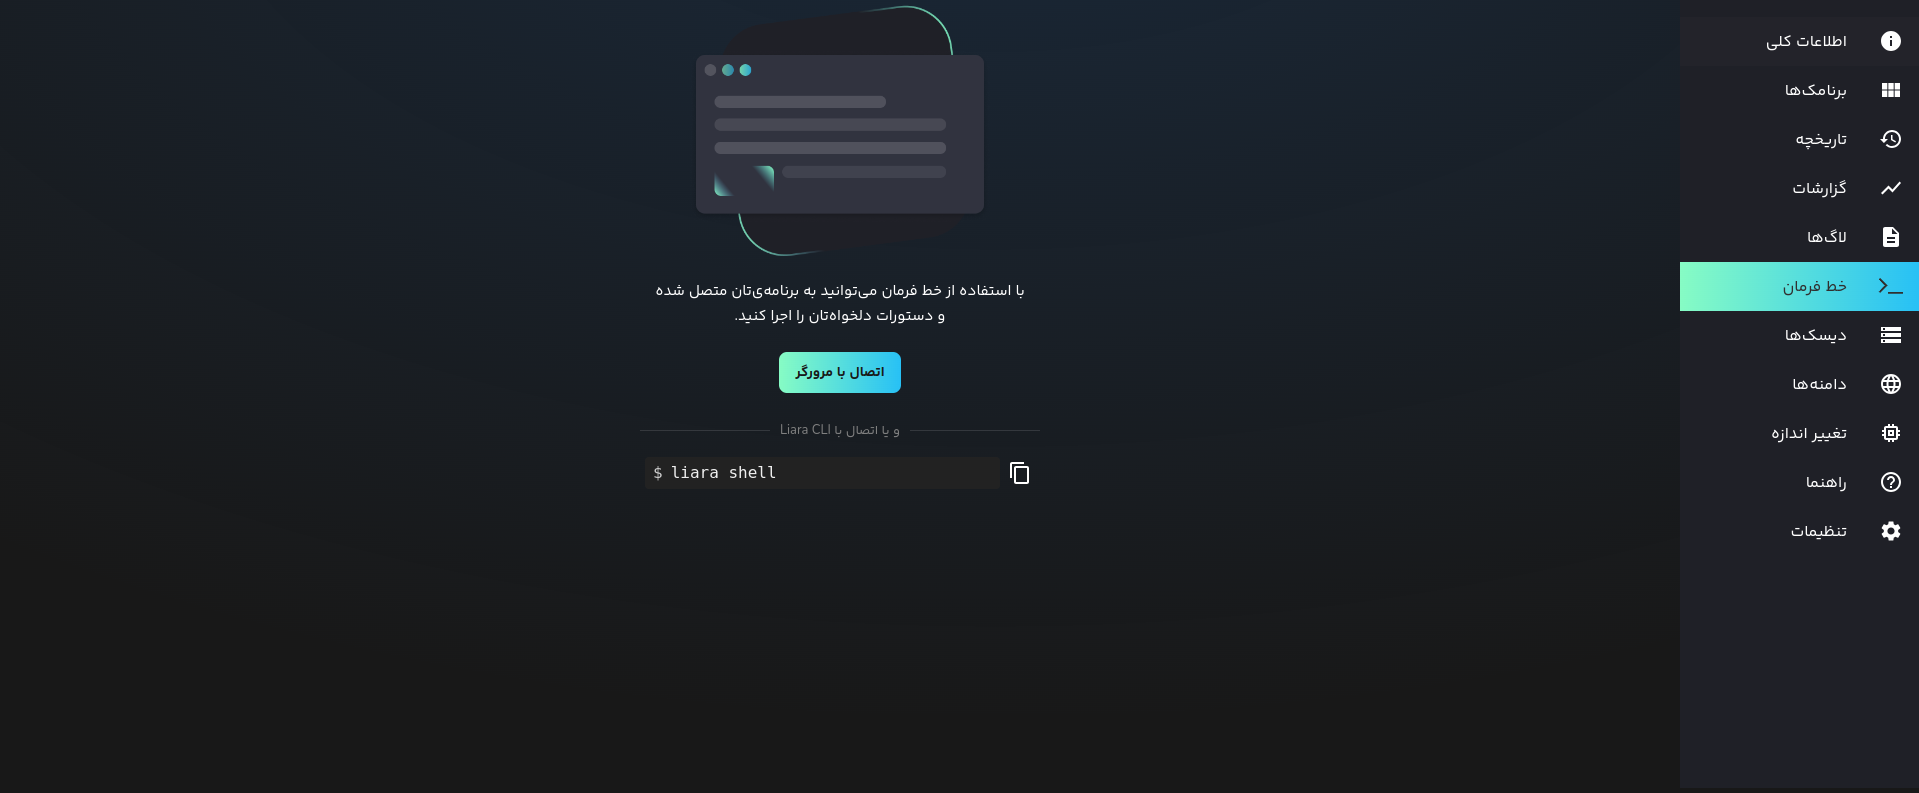 اطلاعات کلی
برنامک‌ها
تاریخچه
گزارشات
لاگ‌ها
خط فرمان
دیسک‌ها
دامنه‌ها
تغییر اندازه
راهنما
تنظیمات
با استفاده از خط فرمان می‌توانید به برنامه‌ی‌تان متصل شده
و دستورات دلخواه‌تان را اجرا کنید.
اتصال با مرورگر
و یا اتصال با Liara CLI
$ liara shell